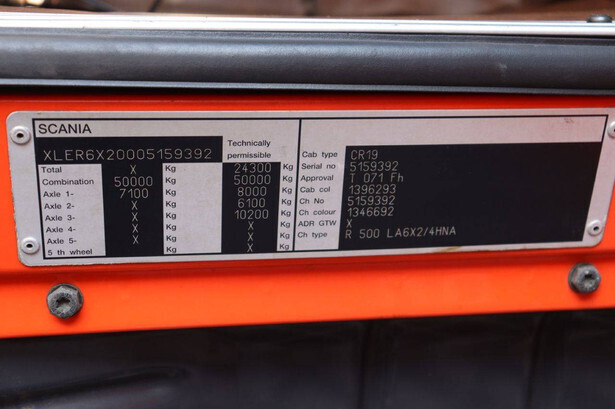 SCANIA
XLER6X20005159392
Technically
permissible
Total X Kg 24300 Kg
Combination 50000 Kg 50000 Kg
Axle 1- 7100 Kg 8000 Kg
Axle 2- X Kg 6100 Kg
Axle 3- X Kg 10200 Kg
Axle 4- X Kg X Kg
Axle 5- X Kg X Kg
5 th wheel Kg Kg
Cab type CR19
Serial no 5159392
Approval T 071 Fh
Cab col 1396293
Ch No 5159392
Ch colour 1346692
ADR GTW X
Ch type R 500 LA6X2/4HNA